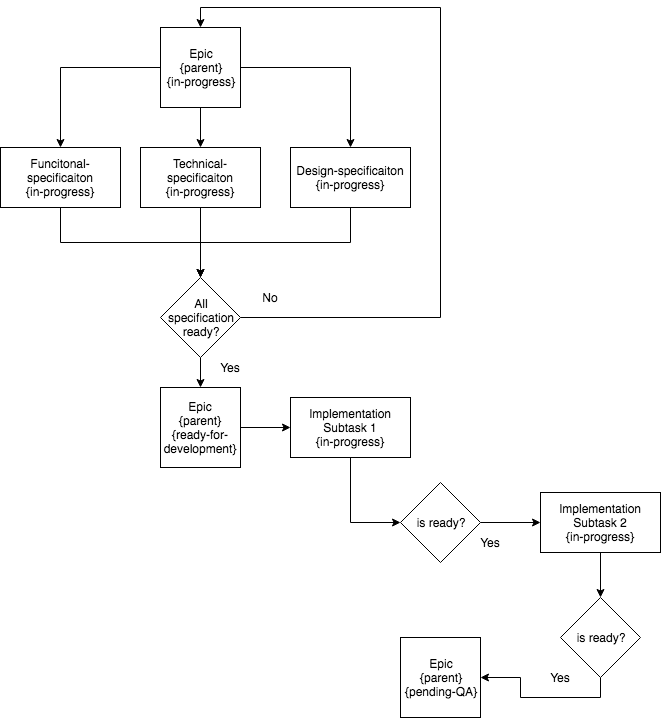 Epic
{parent}
{in-progress}
Funcitonal-
specificaiton
{in-progress}
Technical-
specificaiton
{in-progress}
Design-specificaiton
{in-progress}
All
specification
ready?
No
Yes
Epic
{parent}
{ready-for-
development}
Implementation
Subtask 1
{in-progress}
is ready?
Yes
Implementation
Subtask 2
{in-progress}
is ready?
Yes
Epic
{parent}
{pending-QA}